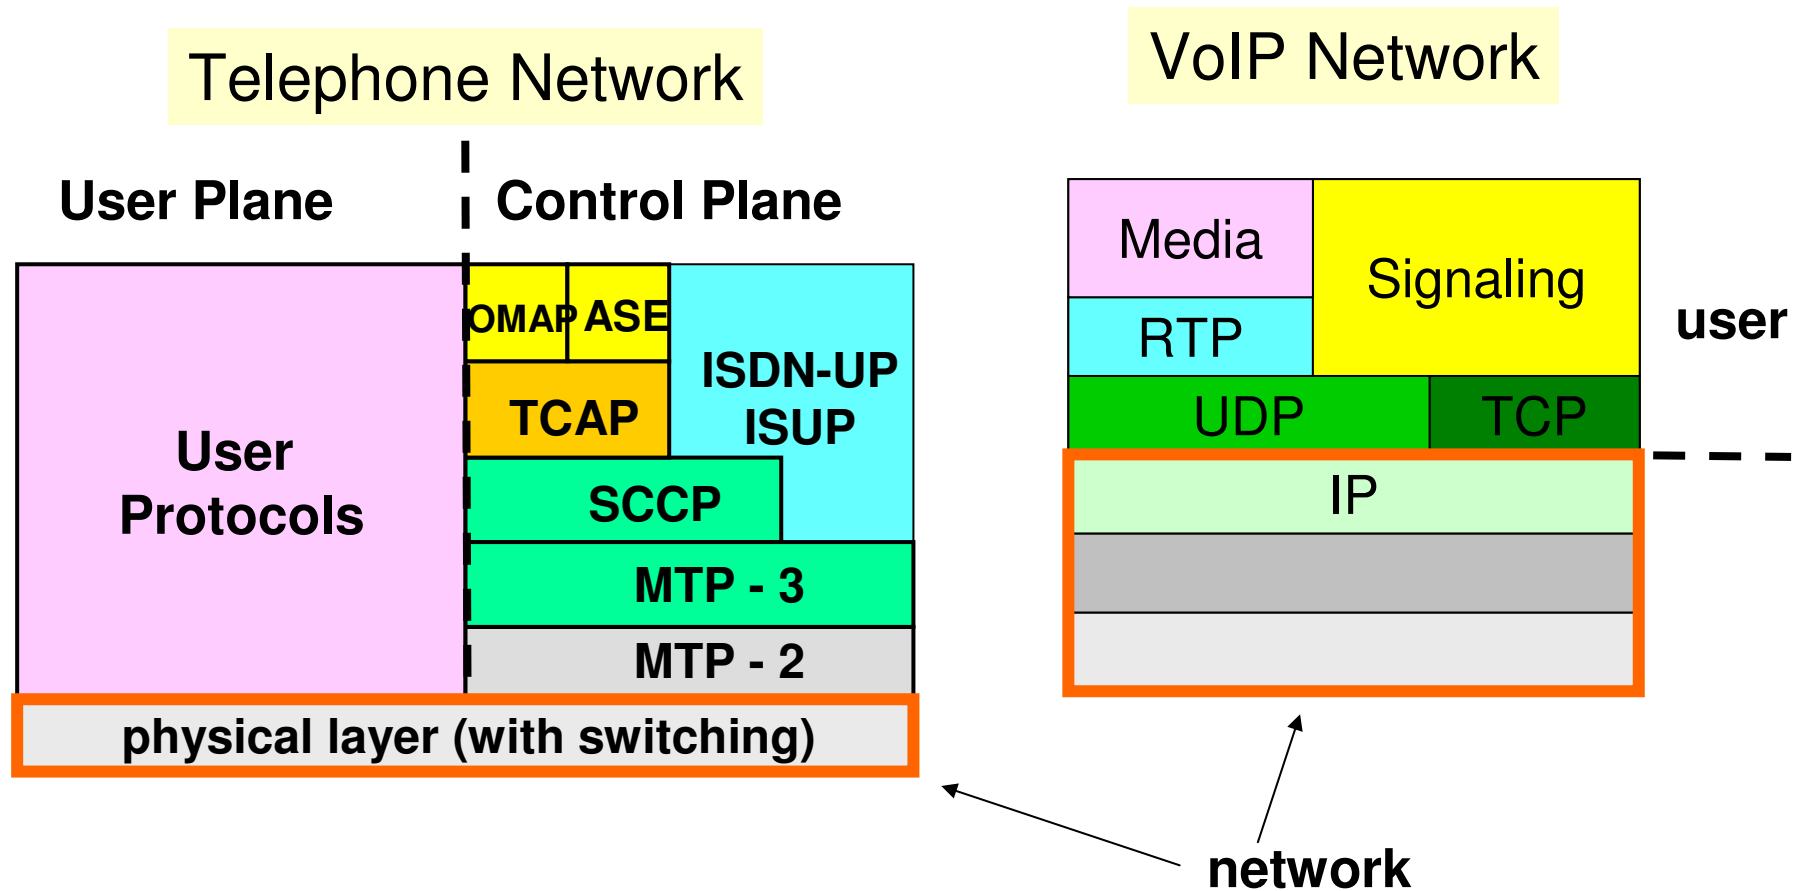 Telephone Network
VoIP Network
User Plane
Control Plane
User
Protocols
OMAP
ASE
TCAP
ISDN-UP
ISUP
SCCP
MTP - 3
MTP - 2
physical layer (with switching)
Media
Signaling
RTP
UDP
TCP
IP
user
network